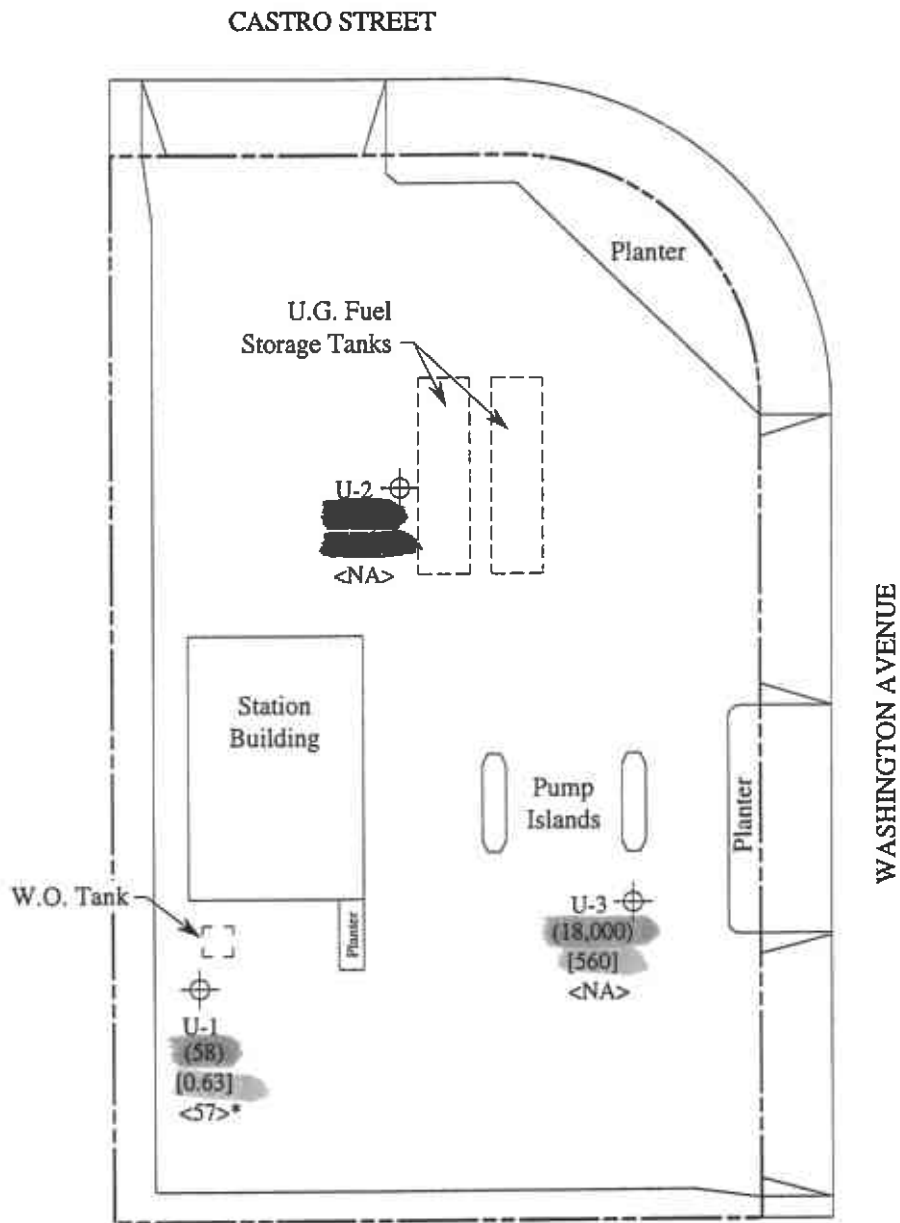 CASTRO STREET
Planter
U.G. Fuel
Storage Tanks
U-2
<NA>
WASHINGTON AVENUE
Station
Building
Pump
Islands
Planter
W.O. Tank
Planter
U-3
(18,000)
[560]
<NA>
U-1
(58)
[0.63]
<57>*